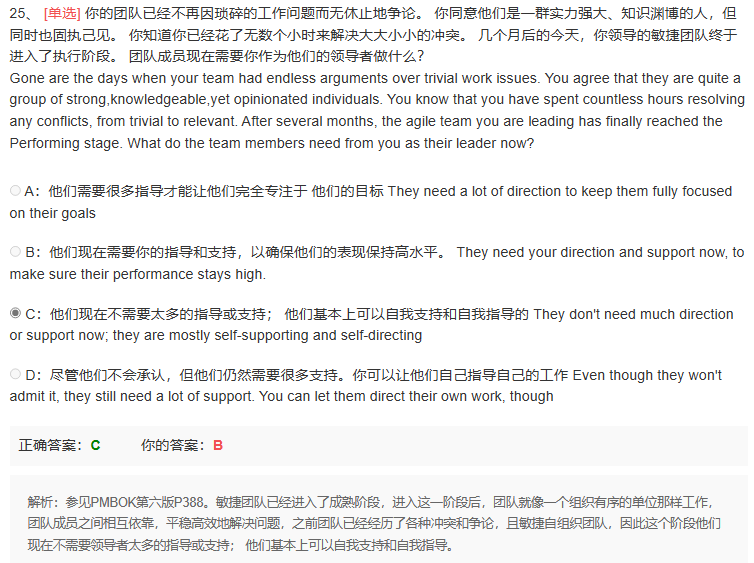 25、 [单选] 你的团队已经不再因琐碎的工作问题而无休止地争论。 你同意他们是一群实力强大、知识渊博的人，但
同时也固执己见。 你知道你已经花了无数个小时来解决大大小小的冲突。 几个月后的今天，你领导的敏捷团队终于
进入了执行阶段。 团队成员现在需要你作为他们的领导者做什么？
Gone are the days when your team had endless arguments over trivial work issues. You agree that they are quite a
group of strong,knowledgeable,yet opinionated individuals. You know that you have spent countless hours resolving
any conflicts, from trivial to relevant. After several months, the agile team you are leading has finally reached the
Performing stage. What do the team members need from you as their leader now?
A：他们需要很多指导才能让他们完全专注于 他们的目标 They need a lot of direction to keep them fully focused
on their goals
B：他们现在需要你的指导和支持，以确保他们的表现保持高水平。 They need your direction and support now, to
make sure their performance stays high.
C：他们现在不需要太多的指导或支持； 他们基本上可以自我支持和自我指导的 They don't need much direction
or support now; they are mostly self-supporting and self-directing
D：尽管他们不会承认，但他们仍然需要很多支持。你可以让他们自己指导自己的工作 Even though they won't
admit it, they still need a lot of support. You can let them direct their own work, though
正确答案：C 你的答案：B
解析：参见PMBOK第六版P388。敏捷团队已经进入了成熟阶段，进入这一阶段后，团队就像一个组织有序的单位那样工作，
团队成员之间相互依靠，平稳高效地解决问题，之前团队已经经历了各种冲突和争论，且敏捷自组织团队，因此这个阶段他们
现在不需要领导者太多的指导或支持； 他们基本上可以自我支持和自我指导。